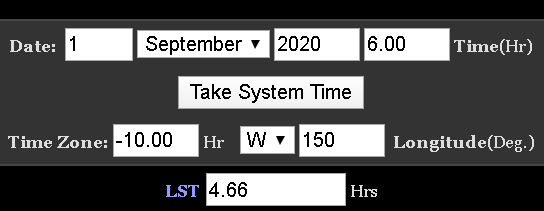 Date: 1 September 2020 6.00 Time(Hr)
Take System Time
Time Zone: -10.00 Hr W 150 Longitude(Deg.)
LST 4.66 Hrs